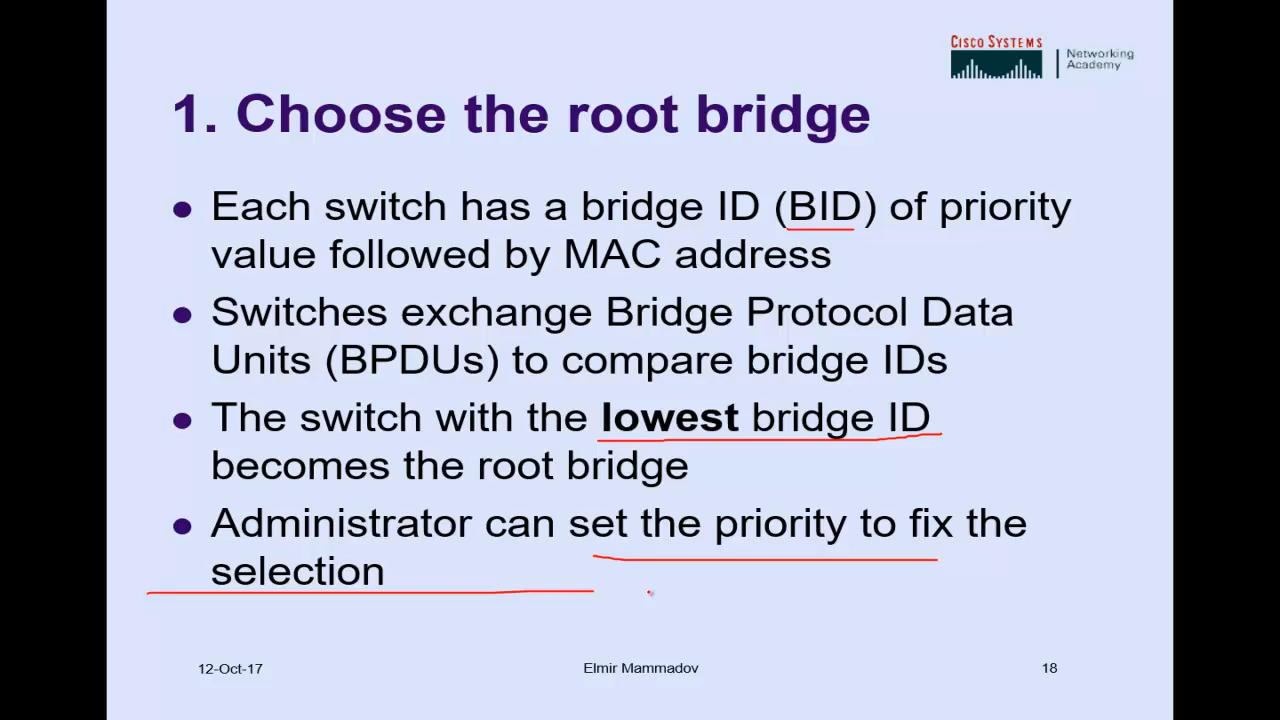 CISCO SYSTEMS
Networking
Academy
1. Choose the root bridge
Each switch has a bridge ID (BID) of priority
value followed by MAC address
Switches exchange Bridge Protocol Data
Units (BPDUs) to compare bridge IDs
The switch with the lowest bridge ID
becomes the root bridge
Administrator can set the priority to fix the
selection
12-Oct-17
Elmir Mammadov
18